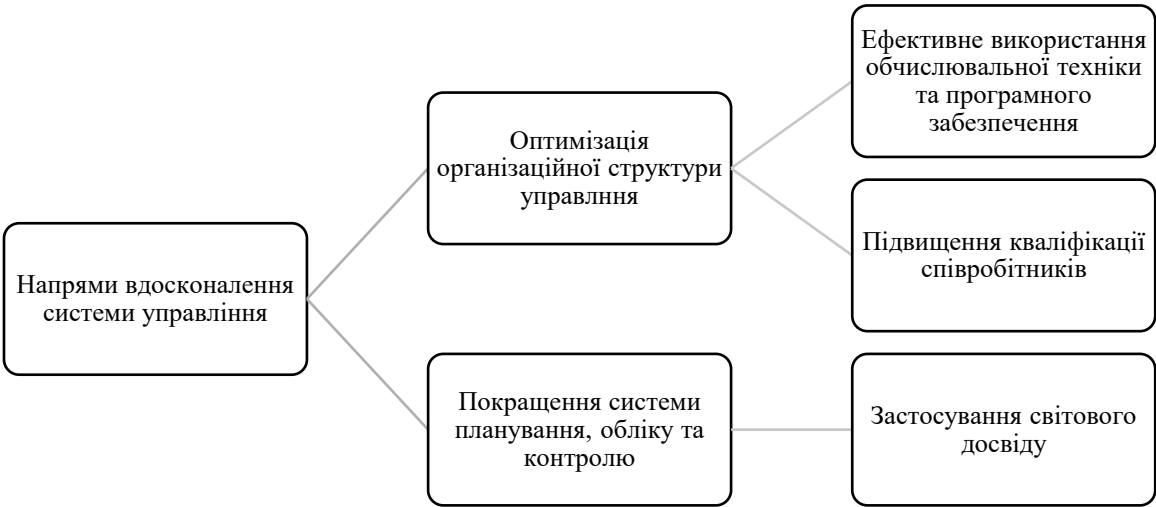 Напрями вдосконалення
системи управління
Оптимізація
організаційної структури
управлння
Ефективне використання
обчислювальної техніки
та програмного
забезпечення
Підвищення кваліфікації
співробітників
Покращення системи
планування, обліку та
контролю
Застосування світового
досвіду